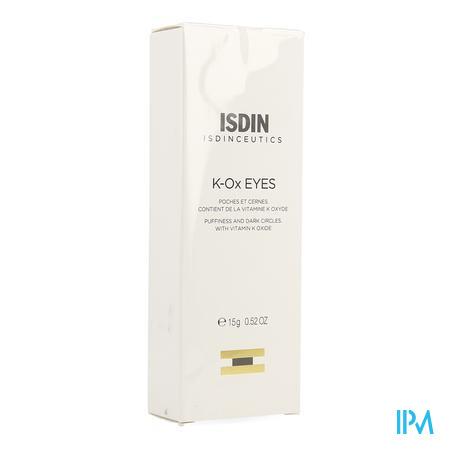 ISDIN
ISDINCEUTICS
K-Ox EYES
POCHES ET CERNES.
CONTIENT DE LA VITAMINE K OXYDE
PUFFINESS AND DARK CIRCLES.
WITH VITAMIN K OXIDE
℮ 15g 0.52 OZ
IPM